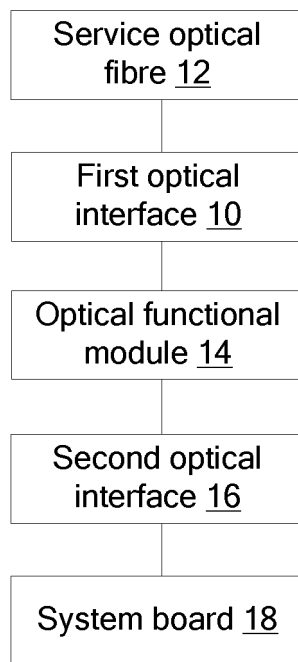 Service optical
fibre 12
First optical
interface 10
Optical functional
module 14
Second optical
interface 16
System board 18